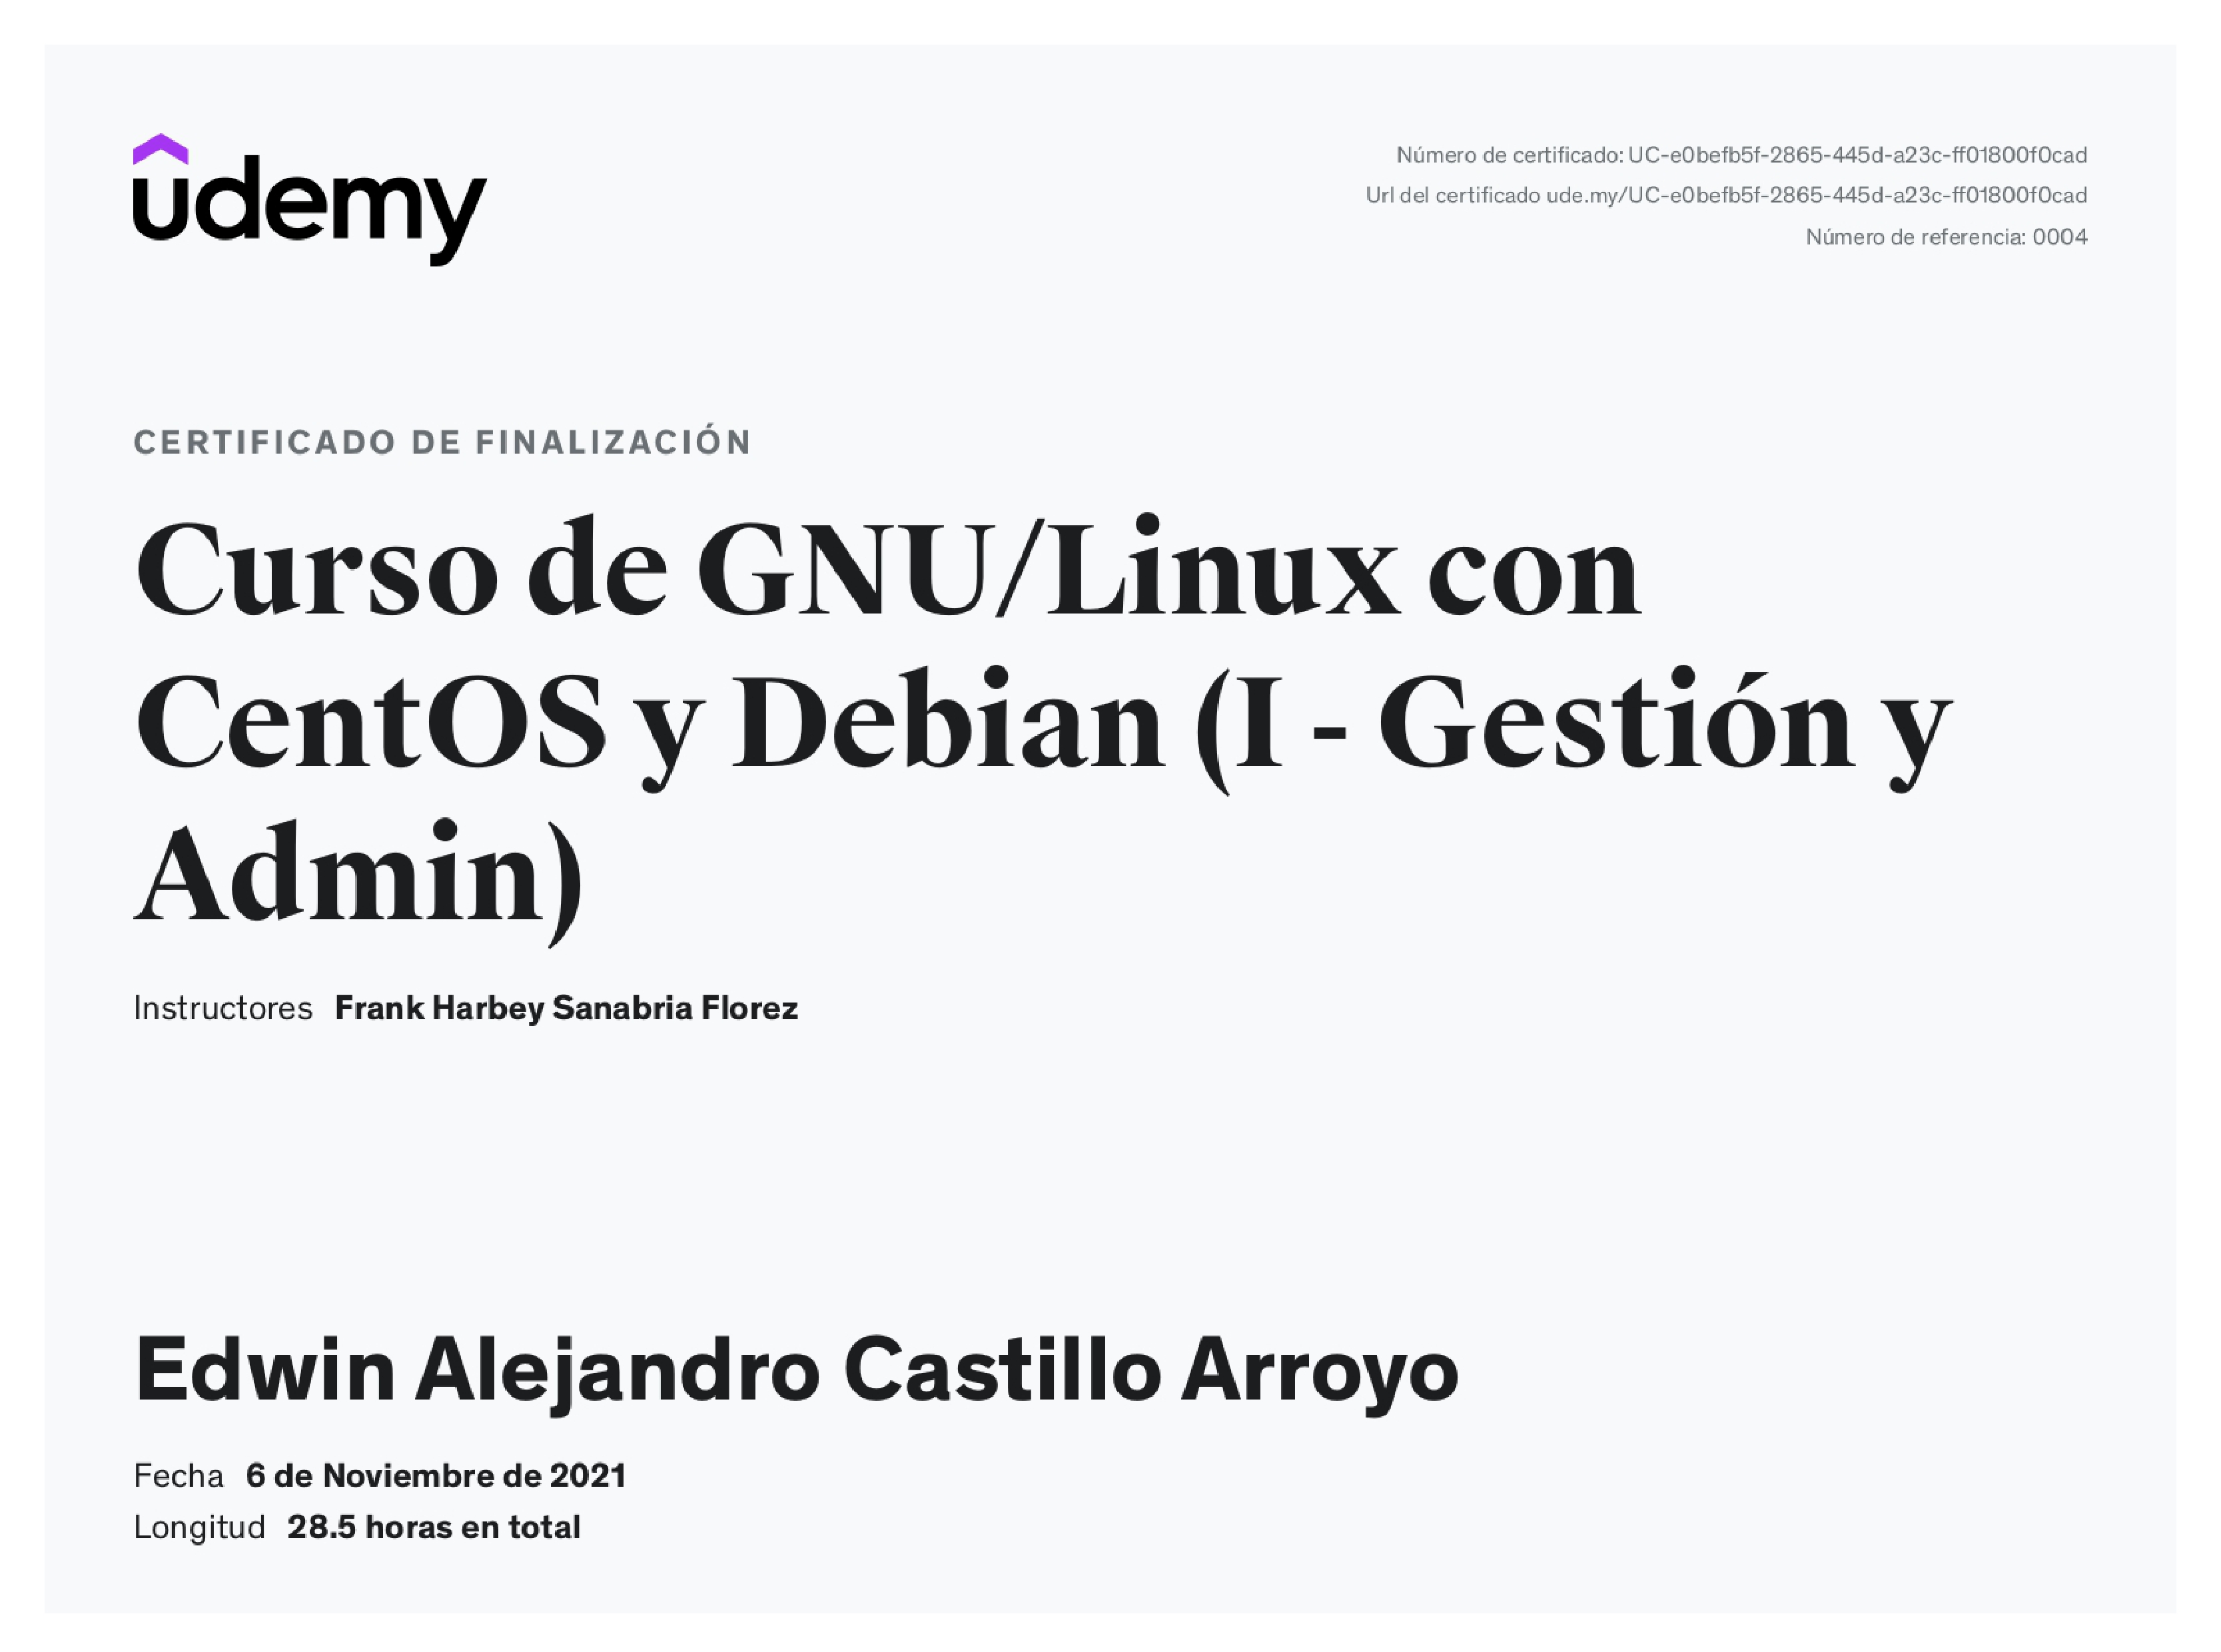 udemy
Número de certificado: UC-e0befb5f-2865-445d-a23c-ff01800f0cad
Url del certificado ude.my/UC-e0befb5f-2865-445d-a23c-ff01800f0cad
Número de referencia: 0004
CERTIFICADO DE FINALIZACIÓN
Curso de GNU/Linux con
CentOS y Debian (I - Gestión y
Admin)
Instructores Frank Harbey Sanabria Florez
Edwin Alejandro Castillo Arroyo
Fecha 6 de Noviembre de 2021
Longitud 28.5 horas en total